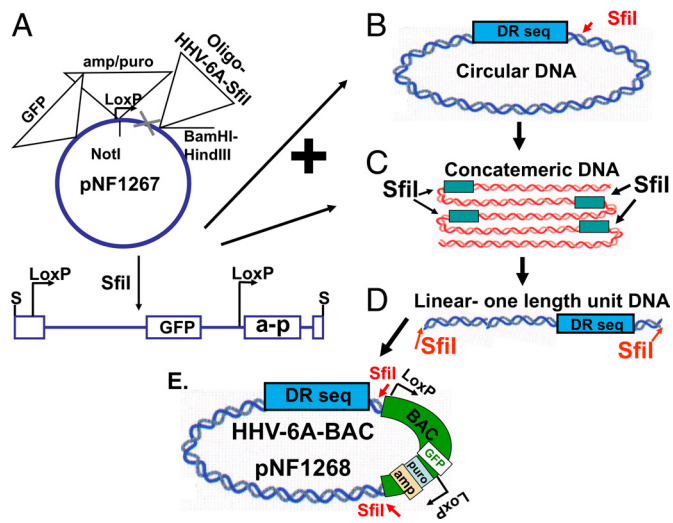 A
amp/puro
Oligo-
HHV-6A-SfiI
GFP
LoxP
NotI
BamHI-
HindIII
pNF1267
SfiI
S
LoxP
LoxP
S
GFP
a-p
+
B
DR seq
SfiI
Circular DNA
C
Concatemeric DNA
SfiI
SfiI
D
Linear- one length unit DNA
DR seq
SfiI
SfiI
E.
SfiI
LoxP
DR seq
BAC
HHV-6A-BAC
GFP
puro
pNF1268
amp
LoxP
SfiI